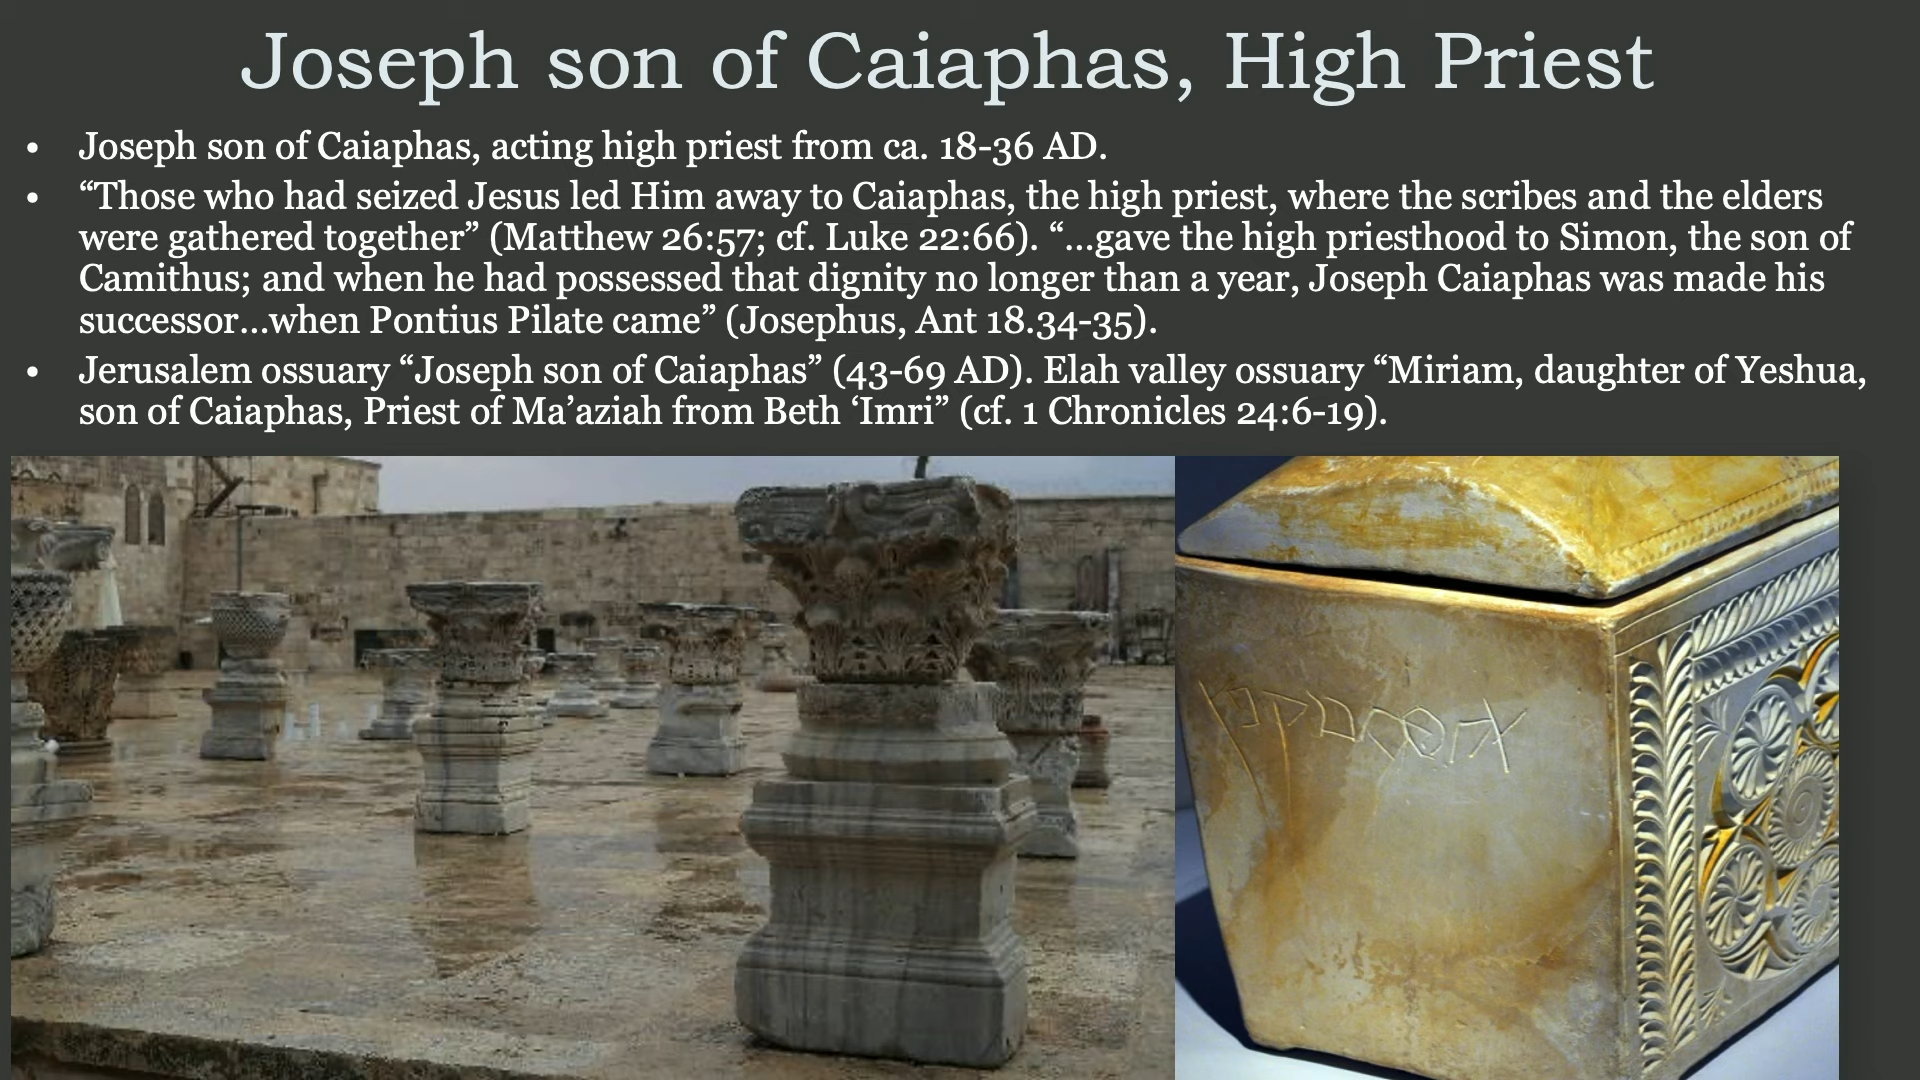 Joseph son of Caiaphas, High Priest
• Joseph son of Caiaphas, acting high priest from ca. 18-36 AD.
• “Those who had seized Jesus led Him away to Caiaphas, the high priest, where the scribes and the elders
were gathered together” (Matthew 26:57; cf. Luke 22:66). “...gave the high priesthood to Simon, the son of
Camithus; and when he had possessed that dignity no longer than a year, Joseph Caiaphas was made his
successor...when Pontius Pilate came” (Josephus, Ant 18.34-35).
• Jerusalem ossuary “Joseph son of Caiaphas” (43-69 AD). Elah valley ossuary “Miriam, daughter of Yeshua,
son of Caiaphas, Priest of Ma’aziah from Beth ‘Imri” (cf. 1 Chronicles 24:6-19).